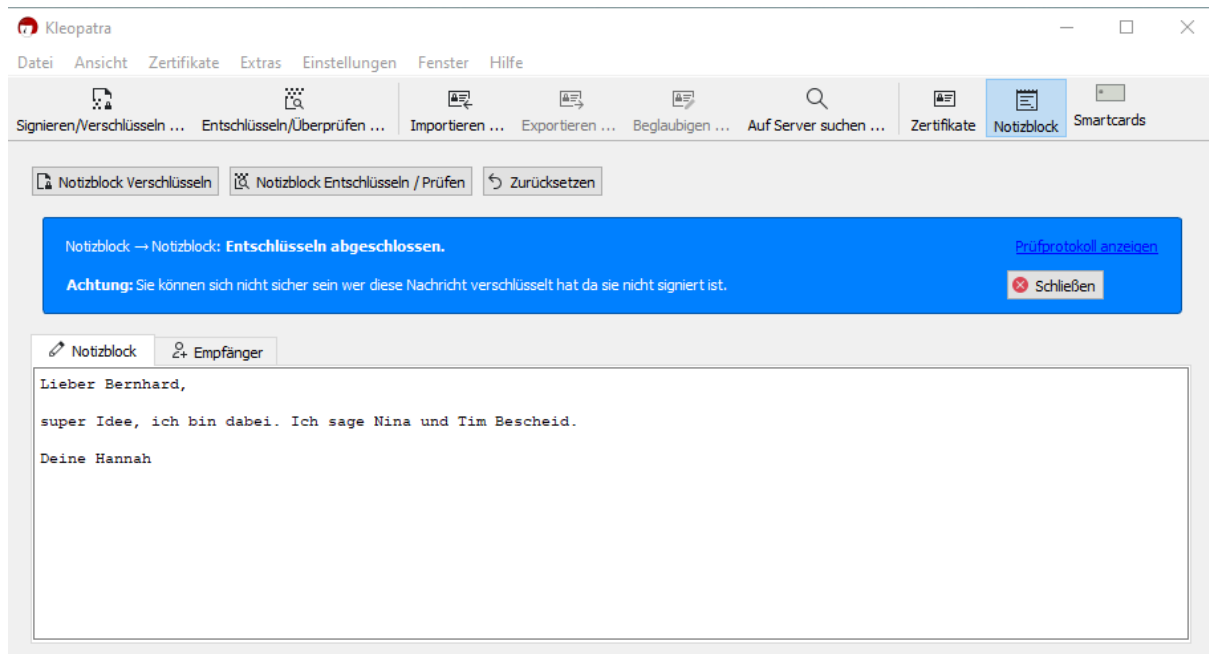 Kleopatra
Datei Ansicht Zertifikate Extras Einstellungen Fenster Hilfe
Signieren/Verschlüsseln ... Entschlüsseln/Überprüfen ... Importieren ... Exportieren ... Beglaubigen ... Auf Server suchen ... Zertifikate Notizblock Smartcards
Notizblock Verschlüsseln Notizblock Entschlüsseln / Prüfen Zurücksetzen
Notizblock → Notizblock: Entschlüsseln abgeschlossen. Prüfprotokoll anzeigen
Achtung: Sie können sich nicht sicher sein wer diese Nachricht verschlüsselt hat da sie nicht signiert ist. Schließen
Notizblock Empfänger
Lieber Bernhard,
super Idee, ich bin dabei. Ich sage Nina und Tim Bescheid.
Deine Hannah